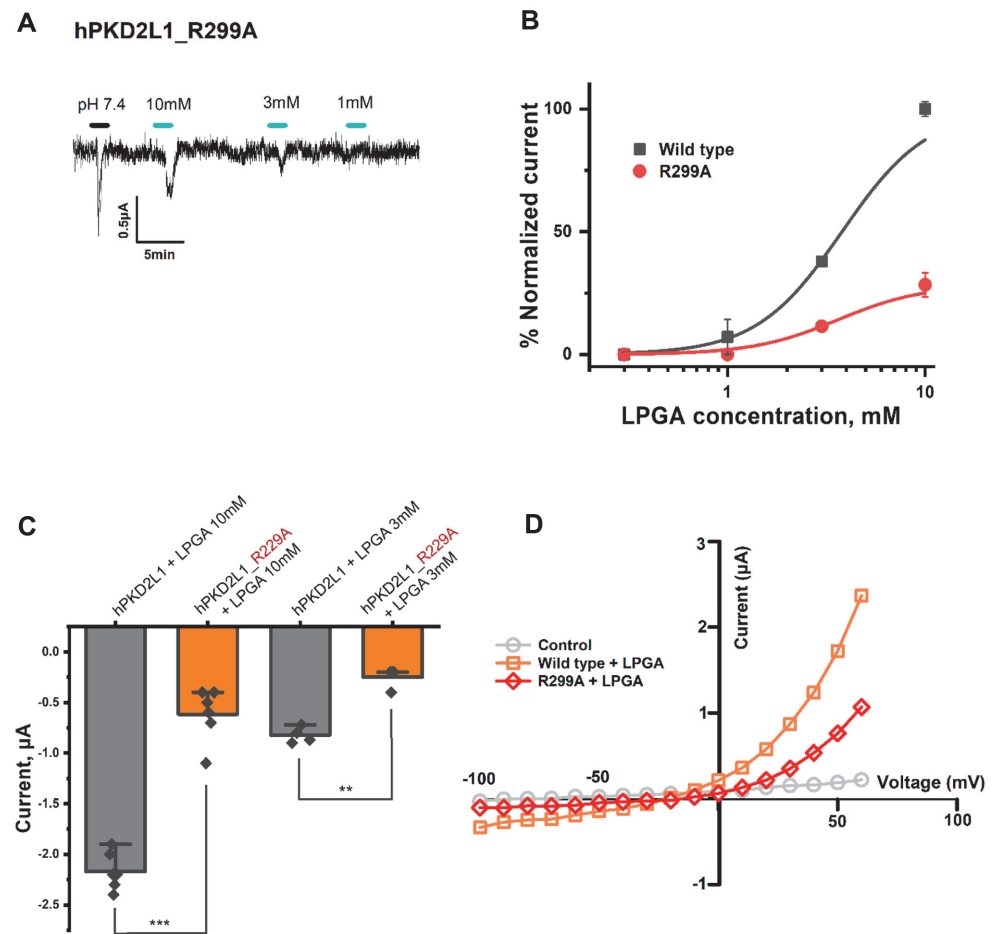 A
hPKD2L1_R299A
pH 7.4
10mM
3mM
1mM
0.5µA
5min
B
% Normalized current
100
50
0
Wild type
R299A
1
10
LPGA concentration, mM
C
hPKD2L1 + LPGA 10mM
hPKD2L1_R229A
+ LPGA 10mM
hPKD2L1 + LPGA 3mM
hPKD2L1_R229A
+ LPGA 3mM
Current, µA
0.0
-0.5
-1.0
-1.5
-2.0
-2.5
***
**
D
Current (µA)
3
2
1
-1
Control
Wild type + LPGA
R299A + LPGA
-100
-50
50
100
Voltage (mV)